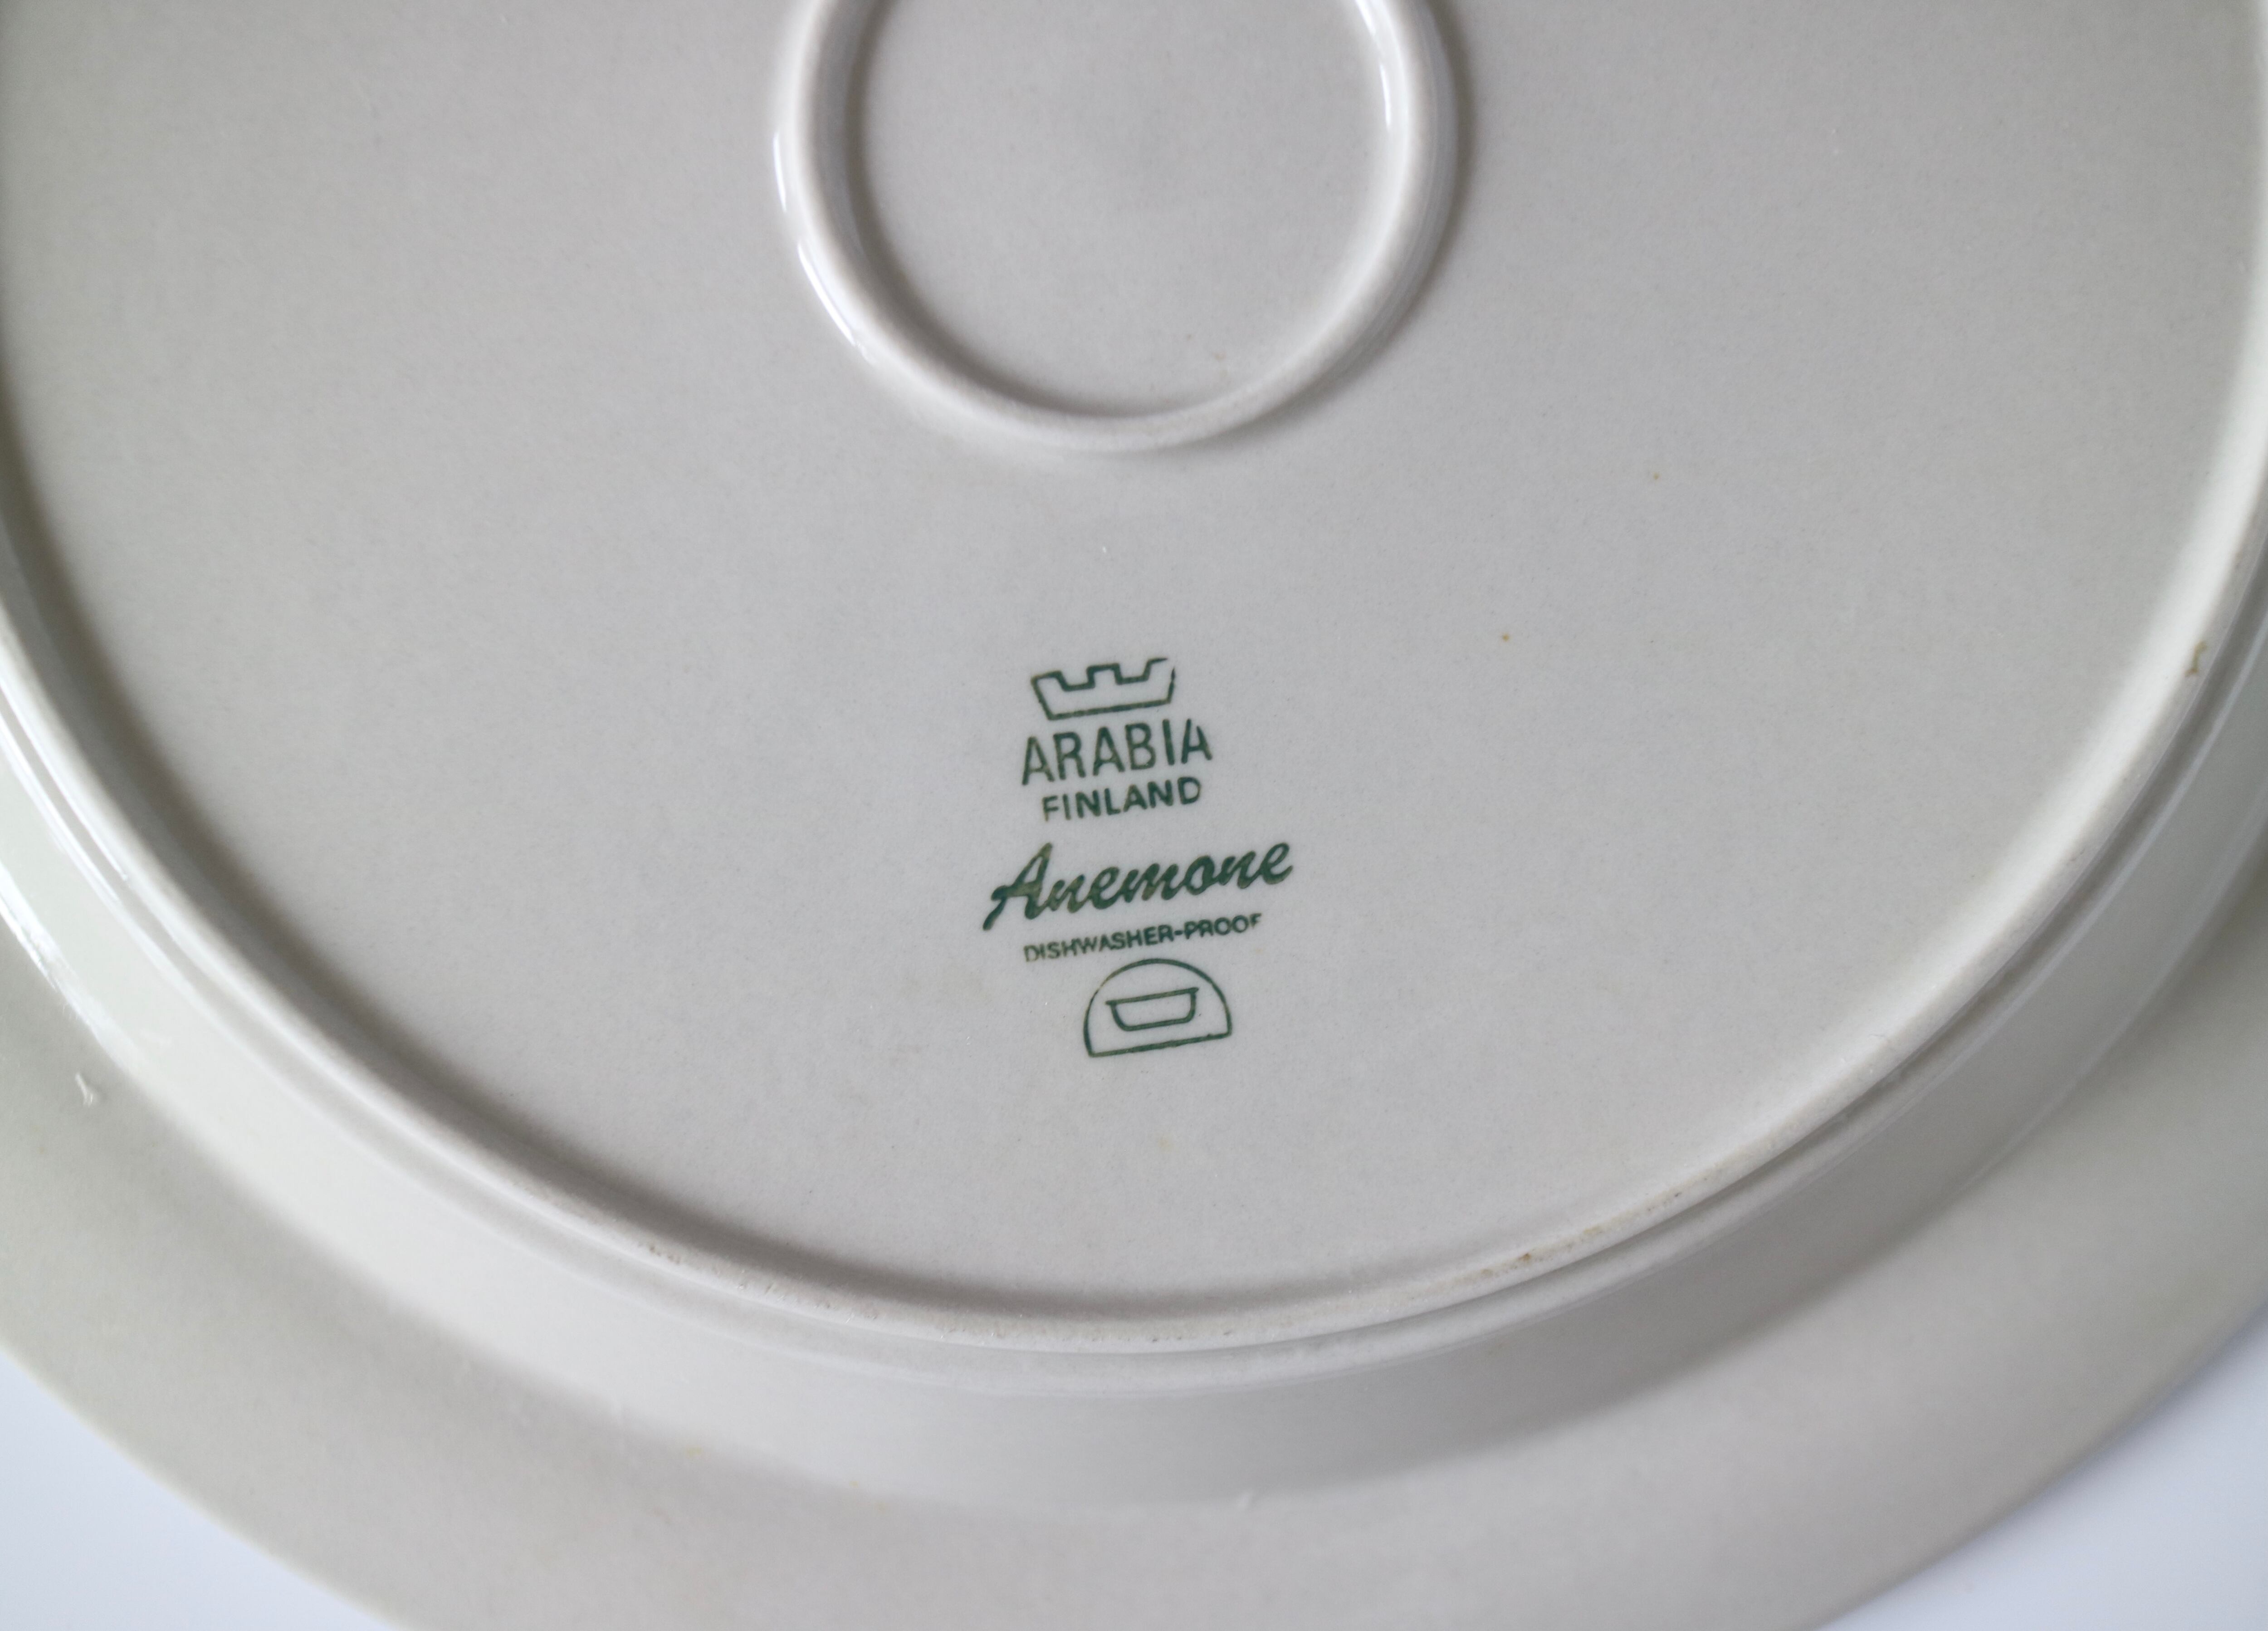 ARABIA
FINLAND
Anemone
DISHWASHER-PROOF